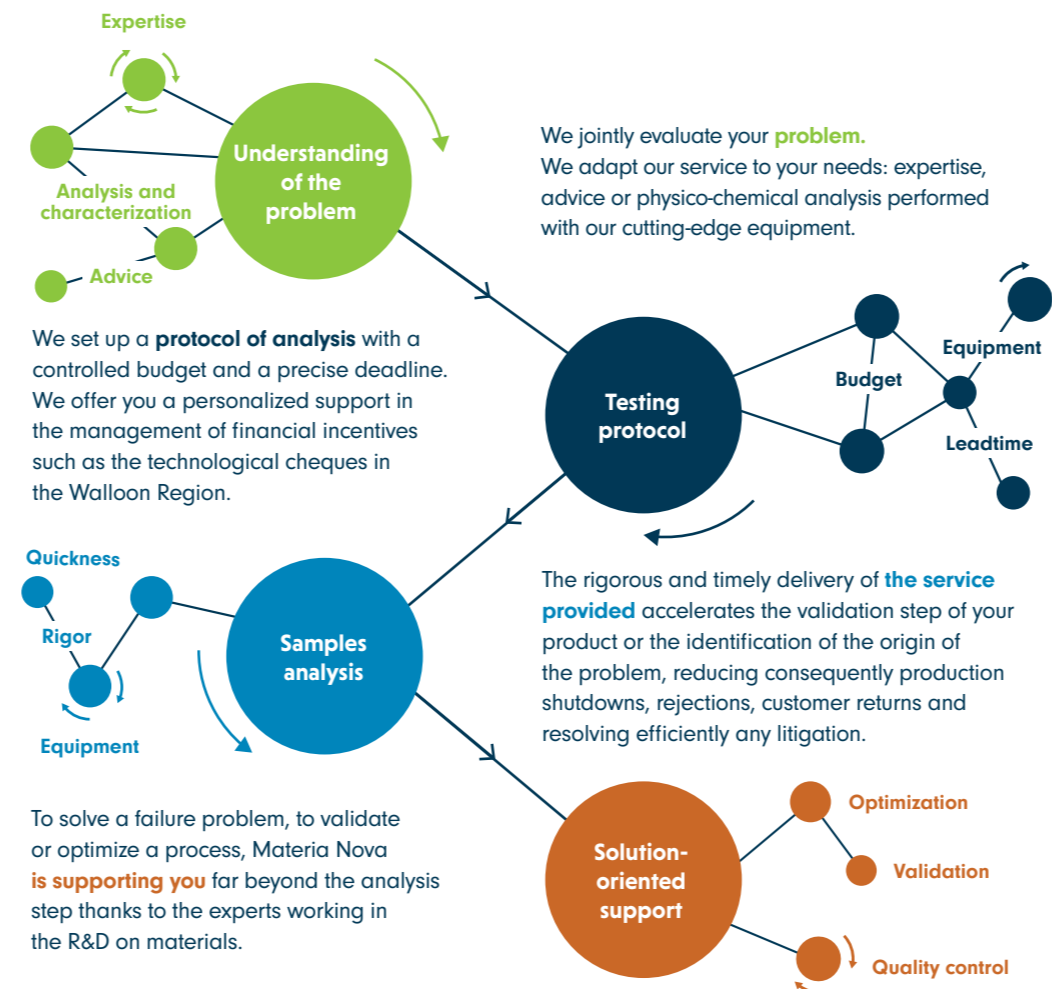 Expertise
Understanding
of the
problem
Analysis and
characterization
Advice
We jointly evaluate your problem.
We adapt our service to your needs: expertise,
advice or physico-chemical analysis performed
with our cutting-edge equipment.
We set up a protocol of analysis with a
controlled budget and a precise deadline.
We offer you a personalized support in
the management of financial incentives
such as the technological cheques in
the Walloon Region.
Testing
protocol
Budget
Equipment
Leadtime
Quickness
Rigor
Equipment
Samples
analysis
The rigorous and timely delivery of the service
provided accelerates the validation step of your
product or the identification of the origin of
the problem, reducing consequently production
shutdowns, rejections, customer returns and
resolving efficiently any litigation.
To solve a failure problem, to validate
or optimize a process, Materia Nova
is supporting you far beyond the analysis
step thanks to the experts working in
the R&D on materials.
Solution-
oriented
support
Optimization
Validation
Quality control